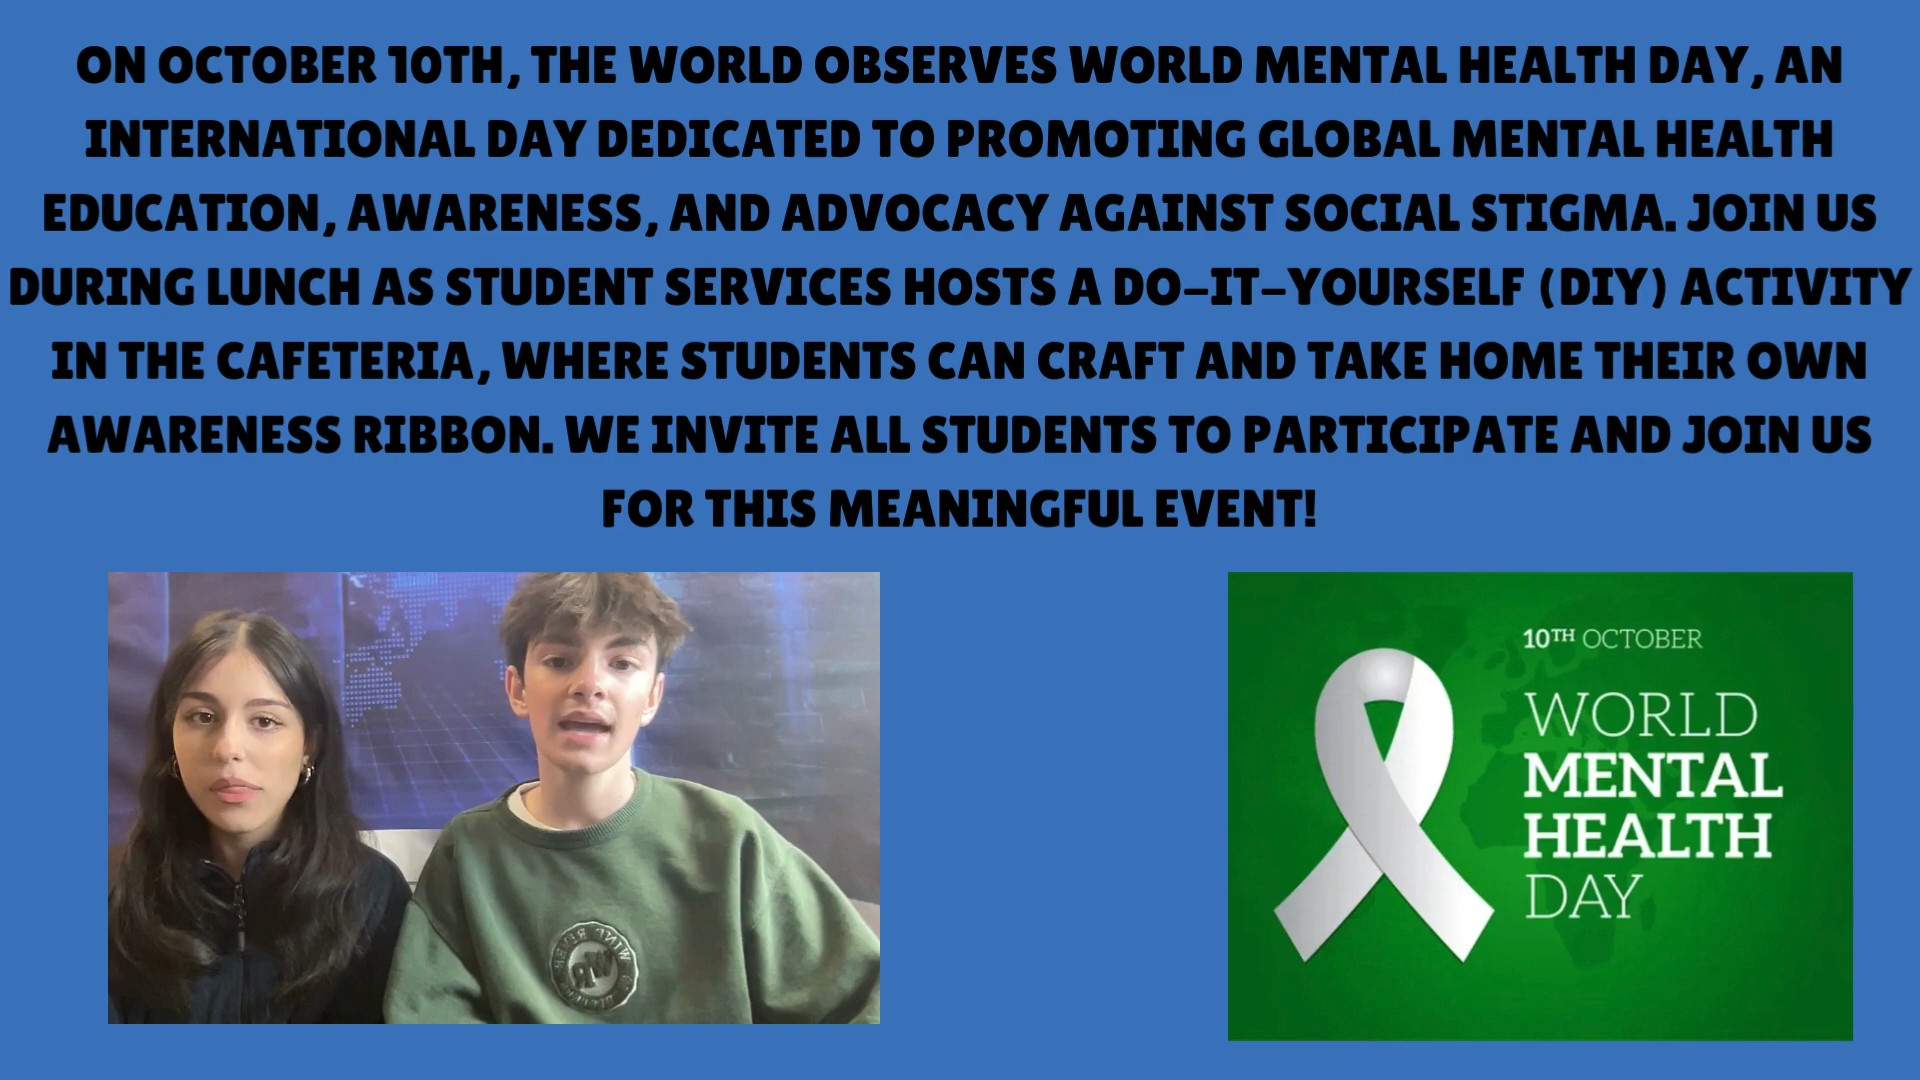 ON OCTOBER 10TH, THE WORLD OBSERVES WORLD MENTAL HEALTH DAY, AN
INTERNATIONAL DAY DEDICATED TO PROMOTING GLOBAL MENTAL HEALTH
EDUCATION, AWARENESS, AND ADVOCACY AGAINST SOCIAL STIGMA. JOIN US
DURING LUNCH AS STUDENT SERVICES HOSTS A DO-IT-YOURSELF (DIY) ACTIVITY
IN THE CAFETERIA, WHERE STUDENTS CAN CRAFT AND TAKE HOME THEIR OWN
AWARENESS RIBBON. WE INVITE ALL STUDENTS TO PARTICIPATE AND JOIN US
FOR THIS MEANINGFUL EVENT!
10TH OCTOBER
WORLD
MENTAL
HEALTH
DAY